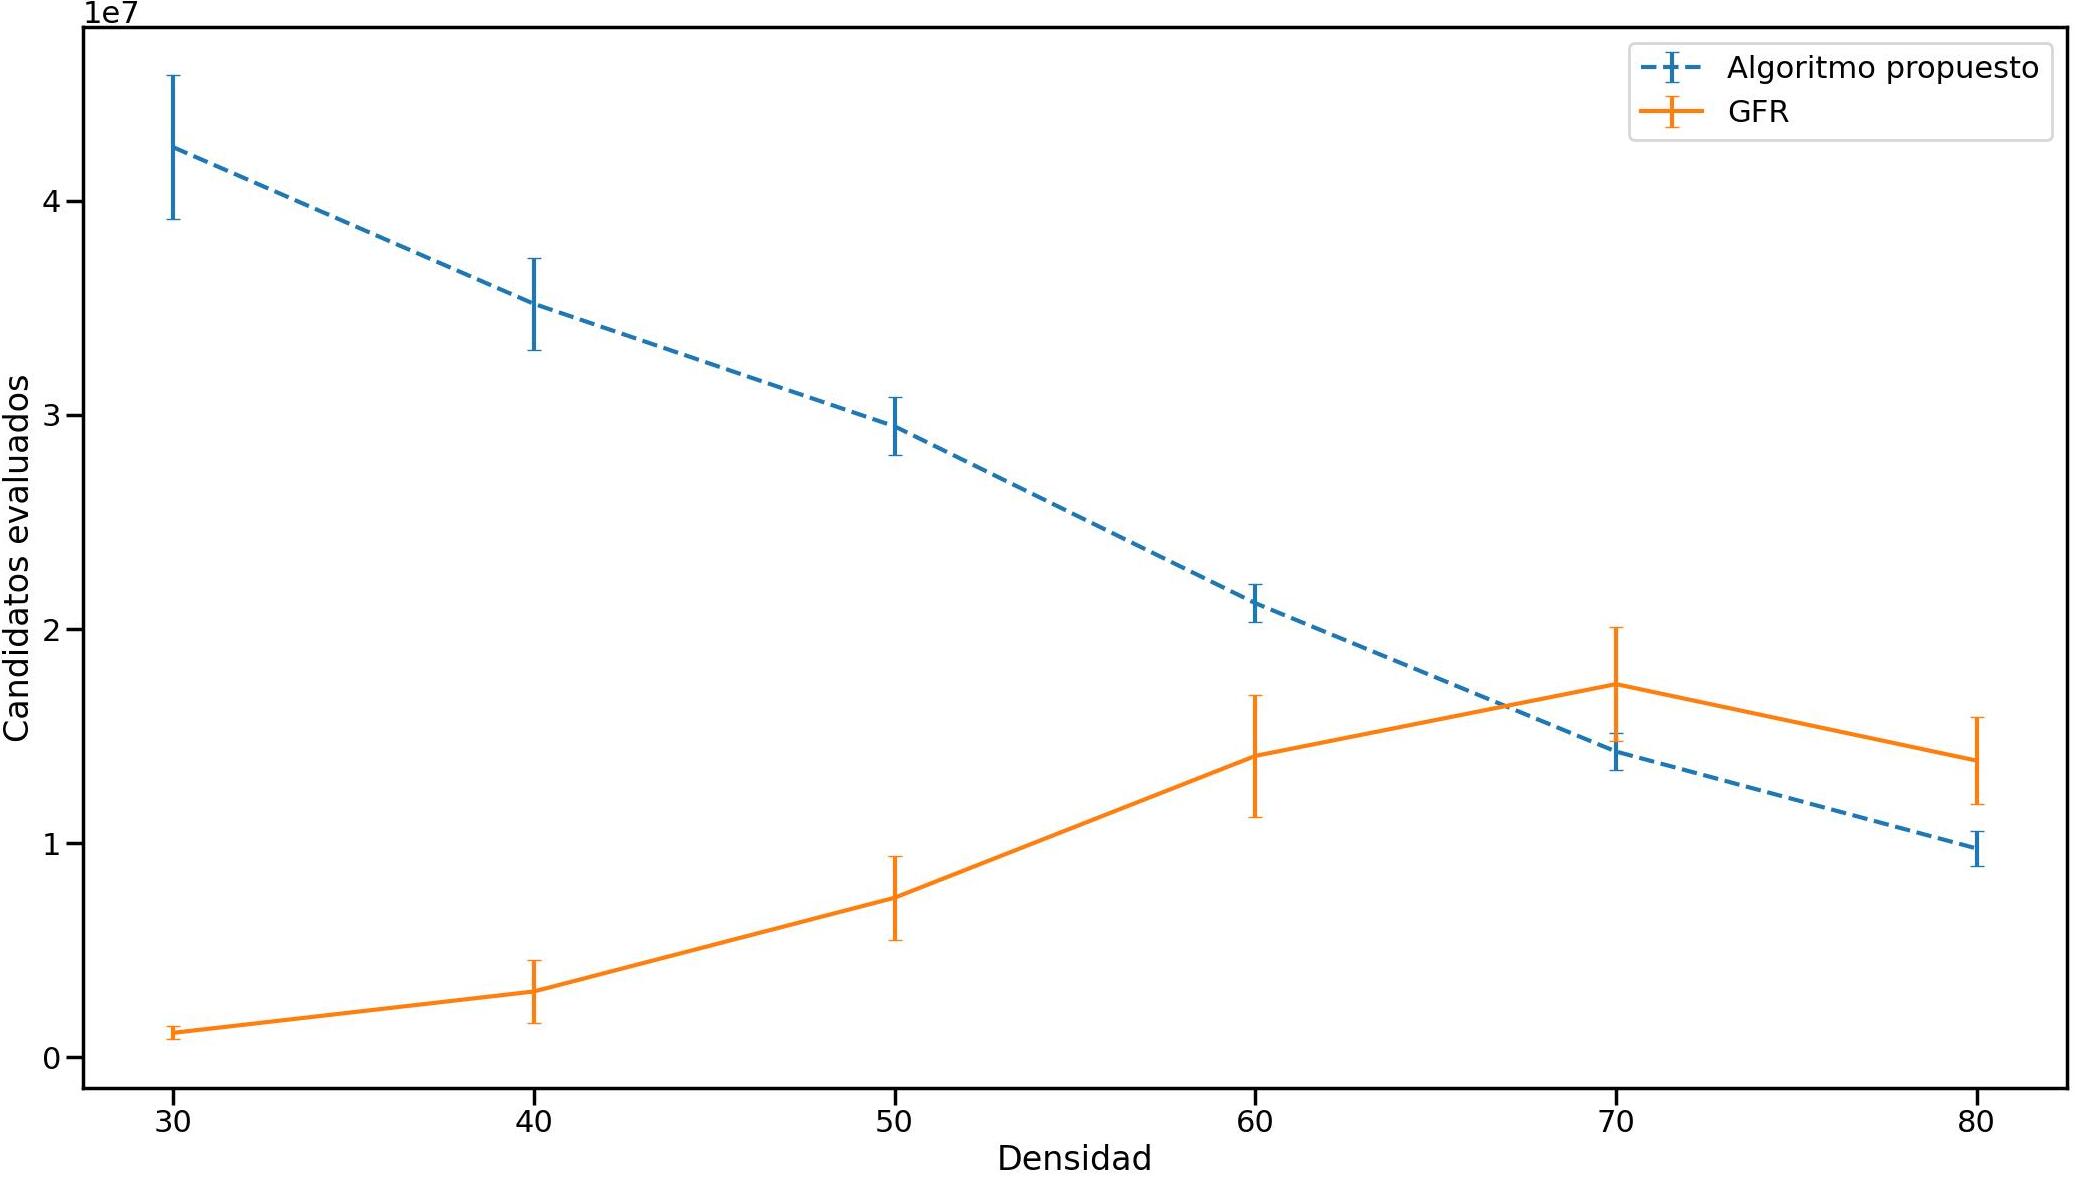 1e7
Algoritmo propuesto
GFR
Candidatos evaluados
4
3
2
1
0
30 40 50 60 70 80
Densidad